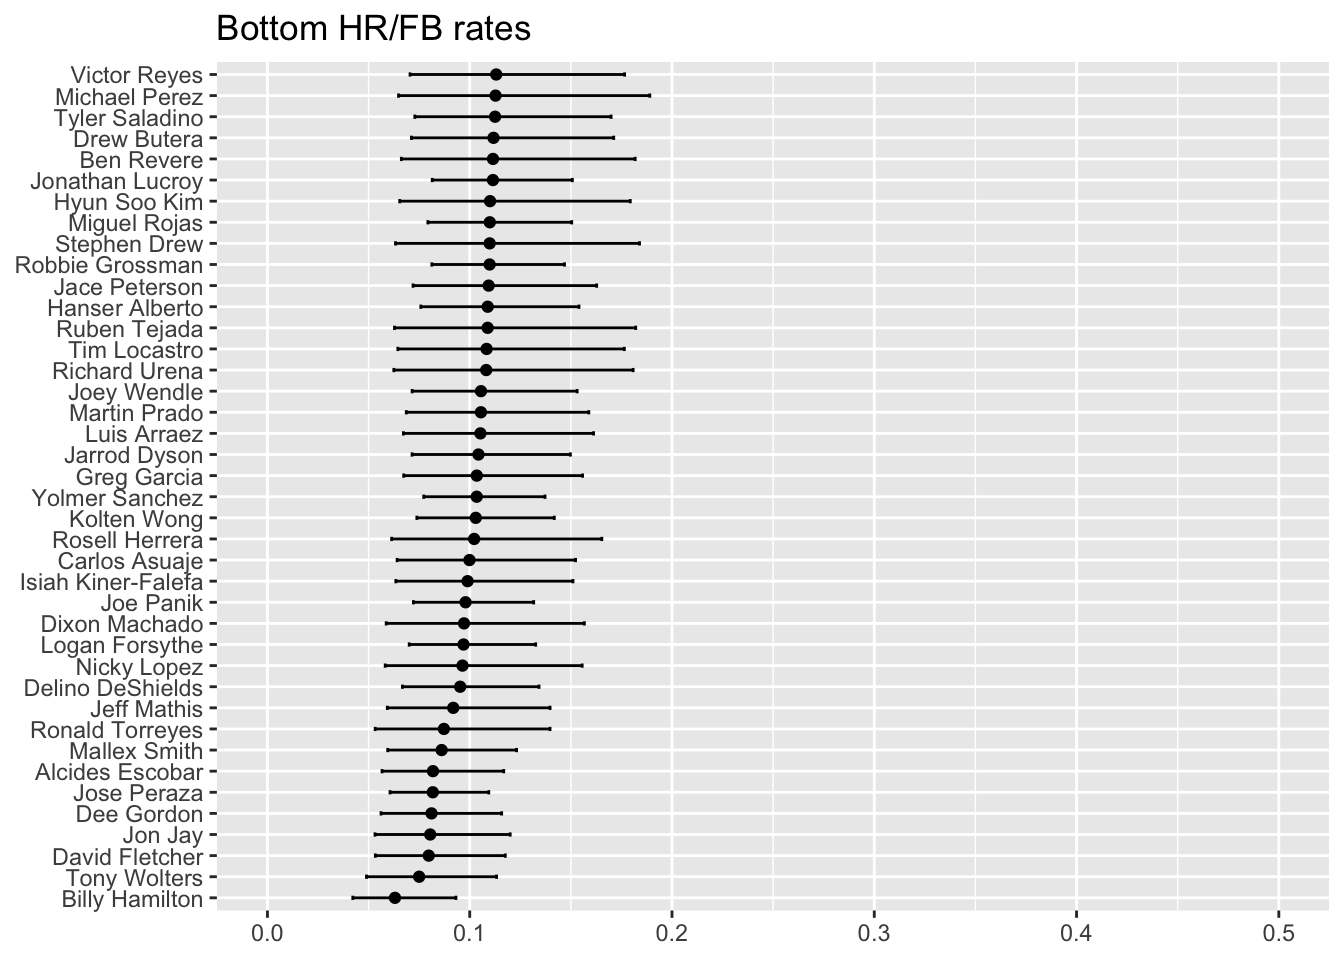 Bottom HR/FB rates
Victor Reyes
Michael Perez
Tyler Saladino
Drew Butera
Ben Revere
Jonathan Lucroy
Hyun Soo Kim
Miguel Rojas
Stephen Drew
Robbie Grossman
Jace Peterson
Hanser Alberto
Ruben Tejada
Tim Locastro
Richard Urena
Joey Wendle
Martin Prado
Luis Arraez
Jarrod Dyson
Greg Garcia
Yolmer Sanchez
Kolten Wong
Rosell Herrera
Carlos Asuaje
Isiah Kiner-Falefa
Joe Panik
Dixon Machado
Logan Forsythe
Nicky Lopez
Delino DeShields
Jeff Mathis
Ronald Torreyes
Mallex Smith
Alcides Escobar
Jose Peraza
Dee Gordon
Jon Jay
David Fletcher
Tony Wolters
Billy Hamilton
0.0 0.1 0.2 0.3 0.4 0.5